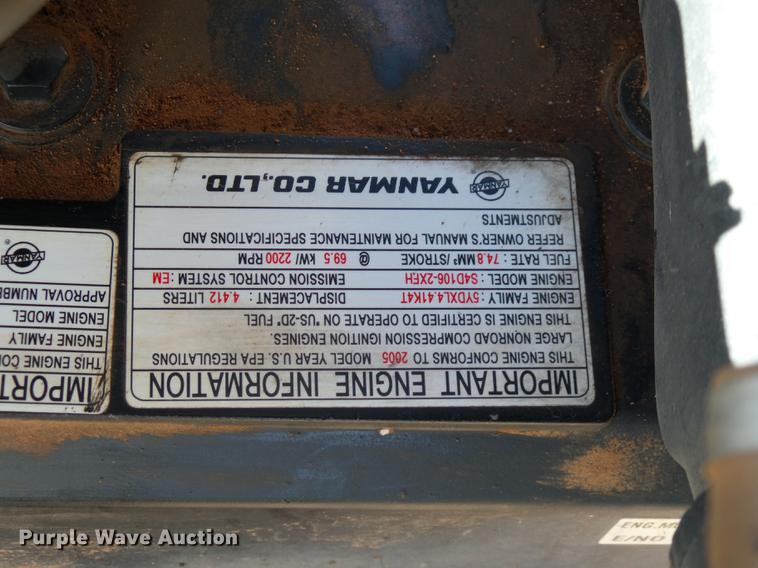 IMPORTANT ENGINE INFORMATION
THIS ENGINE CONFORMS TO 2005 MODEL YEAR U.S. EPA REGULATIONS
LARGE NONROAD COMPRESSION IGNITION ENGINES.
THIS ENGINE IS CERTIFIED TO OPERATE ON "US-2D" FUEL
ENGINE FAMILY : 5YDXL4.41K4T DISPLACEMENT : 4.412 LITERS
ENGINE MODEL : S4D106-2XFH EMISSION CONTROL SYSTEM : EM
FUEL RATE : 74.8 MM³ /STROKE @ 69.5 kW/ 2200 RPM
REFER OWNER'S MANUAL FOR MAINTENANCE SPECIFICATIONS AND
ADJUSTMENTS
YANMAR YANMAR CO.,LTD.
IMPORT
THIS ENGINE CO
ENGINE FAMILY
ENGINE MODEL
APPROVAL NUMBE
YANMAR ®
-ENG.M
E/NO
Purple Wave Auction